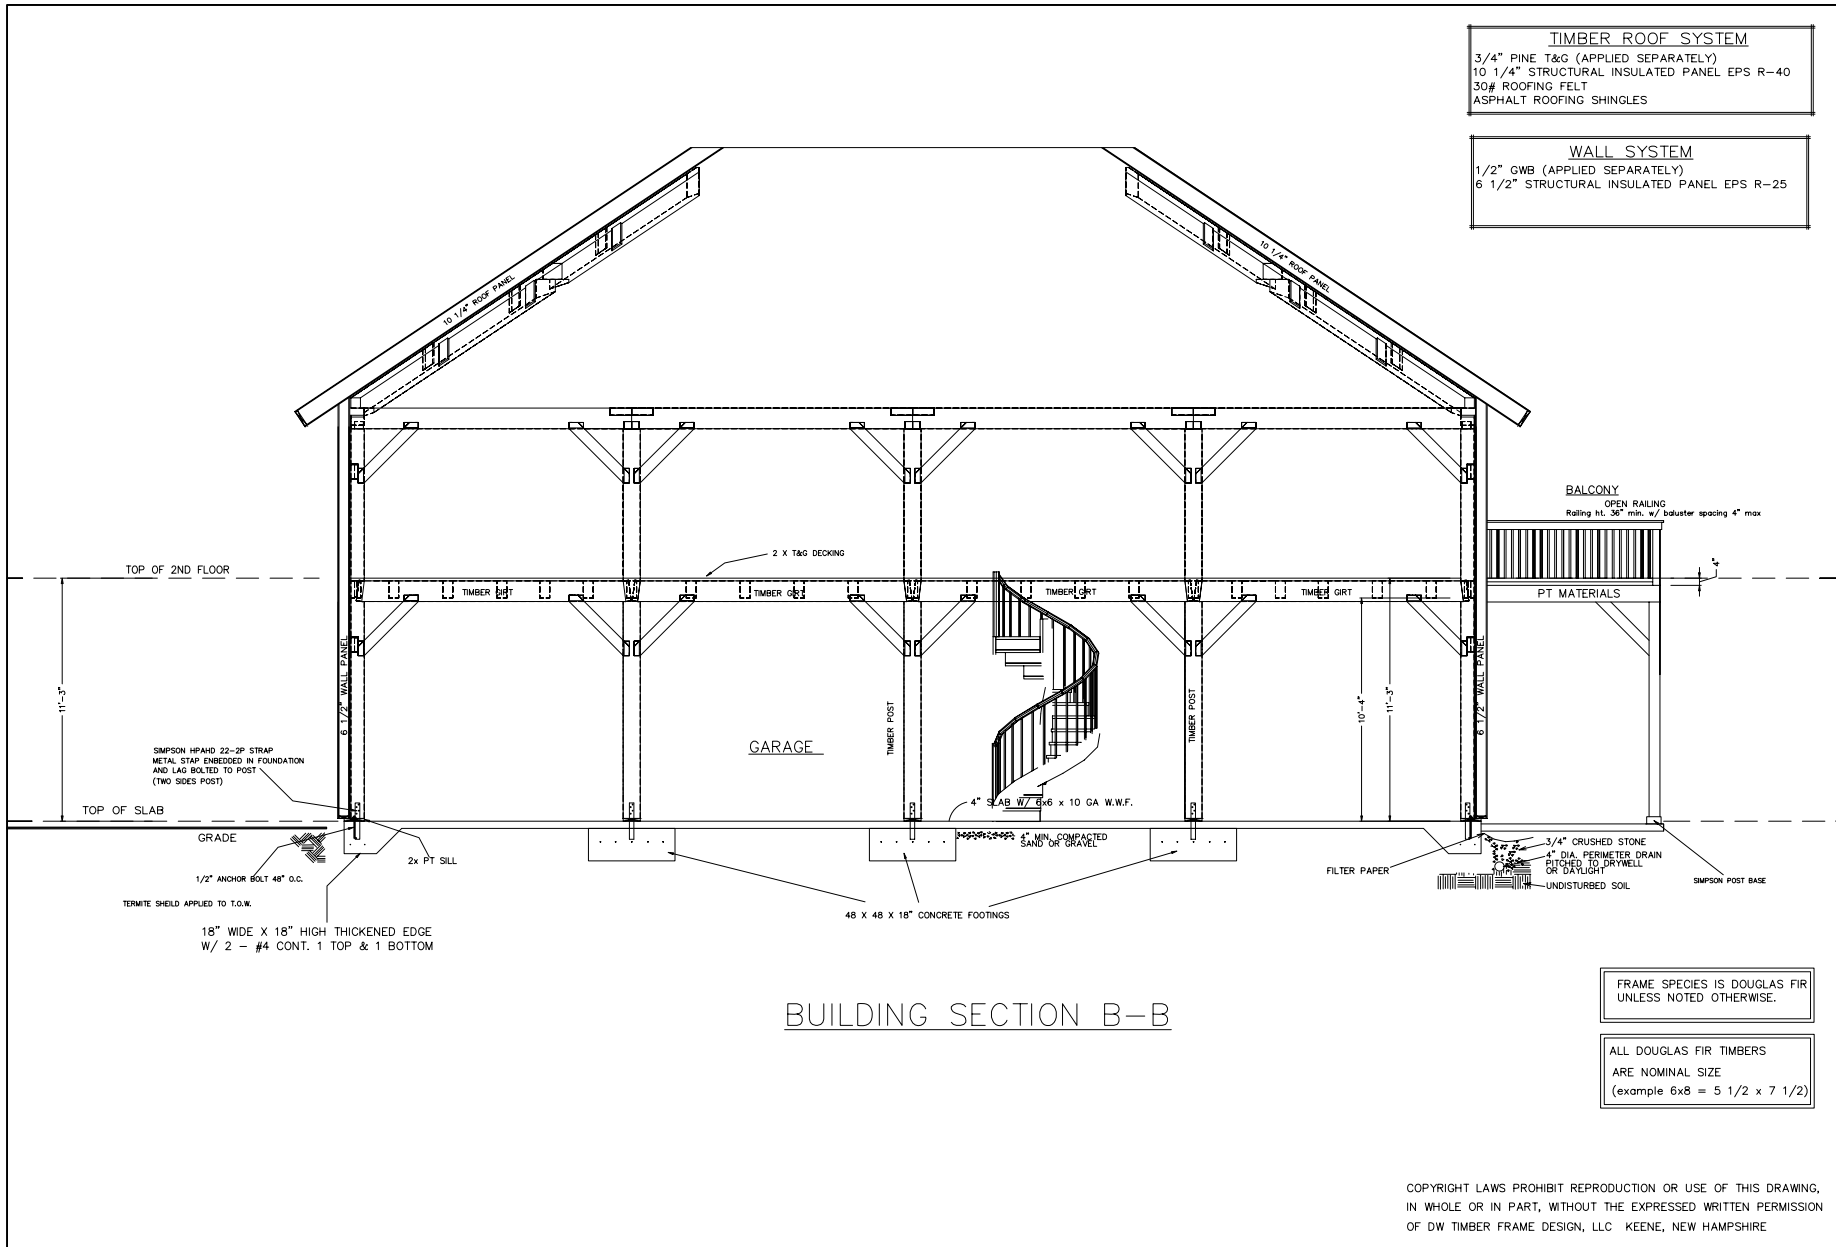 TIMBER ROOF SYSTEM
3/4" PINE T&G (APPLIED SEPARATELY)
10 1/4" STRUCTURAL INSULATED PANEL EPS R-40
30# ROOFING FELT
ASPHALT ROOFING SHINGLES
WALL SYSTEM
1/2" GWB (APPLIED SEPARATELY)
6 1/2" STRUCTURAL INSULATED PANEL EPS R-25
10 1/4" ROOF PANEL
10 1/4" ROOF PANEL
BALCONY
OPEN RAILING
Railing ht. 36" min. w/ baluster spacing 4" max
2 X T&G DECKING
TOP OF 2ND FLOOR
4"
TIMBER GIRT
TIMBER GIRT
TIMBER GIRT
TIMBER GIRT
PT MATERIALS
6 1/2" WALL PANEL
6 1/2" WALL PANEL
11'-3"
10'-4"
11'-3"
TIMBER POST
TIMBER POST
GARAGE
SIMPSON HPAHD 22-2P STRAP
METAL STAP ENBEDDED IN FOUNDATION
AND LAG BOLTED TO POST
(TWO SIDES POST)
TOP OF SLAB
4" SLAB W/ 6x6 x 10 GA W.W.F.
GRADE
4" MIN. COMPACTED
SAND OR GRAVEL
3/4" CRUSHED STONE
4" DIA. PERIMETER DRAIN
PITCHED TO DRYWELL
OR DAYLIGHT
UNDISTURBED SOIL
2x PT SILL
FILTER PAPER
SIMPSON POST BASE
1/2" ANCHOR BOLT 48" O.C.
TERMITE SHEILD APPLIED TO T.O.W.
48 X 48 X 18" CONCRETE FOOTINGS
18" WIDE X 18" HIGH THICKENED EDGE
W/ 2 - #4 CONT. 1 TOP & 1 BOTTOM
BUILDING SECTION B-B
FRAME SPECIES IS DOUGLAS FIR
UNLESS NOTED OTHERWISE.
ALL DOUGLAS FIR TIMBERS
ARE NOMINAL SIZE
(example 6x8 = 5 1/2 x 7 1/2)
COPYRIGHT LAWS PROHIBIT REPRODUCTION OR USE OF THIS DRAWING,
IN WHOLE OR IN PART, WITHOUT THE EXPRESSED WRITTEN PERMISSION
OF DW TIMBER FRAME DESIGN, LLC KEENE, NEW HAMPSHIRE